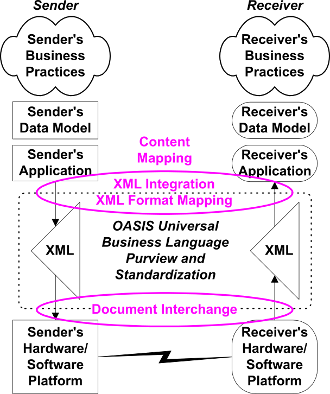 Sender
Receiver
Sender's
Business
Practices
Receiver's
Business
Practices
Sender's
Data Model
Receiver's
Data Model
Content
Mapping
Sender's
Application
Receiver's
Application
XML Integration
XML Format Mapping
XML
OASIS Universal
Business Language
Purview and
Standardization
XML
Document Interchange
Sender's
Hardware/
Software
Platform
Receiver's
Hardware/
Software
Platform